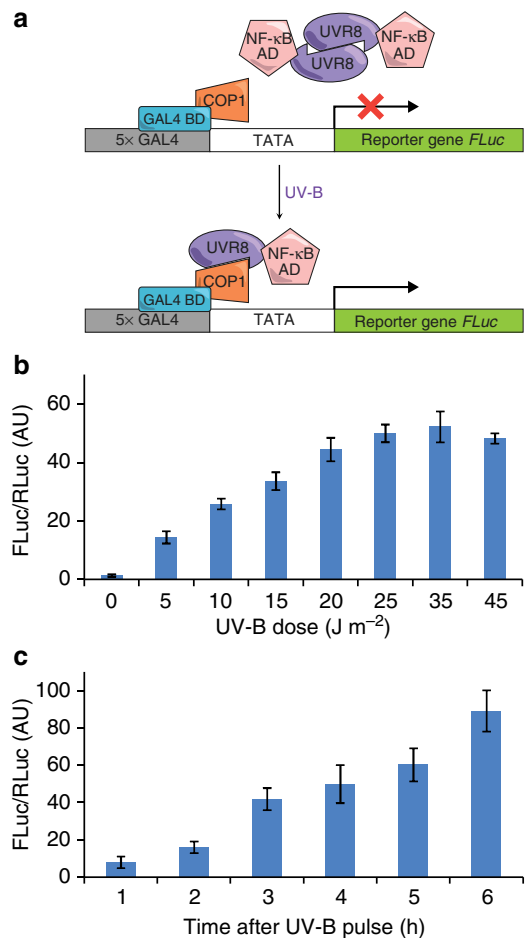 a
NF-κB
AD
UVR8
UVR8
NF-κB
AD
COP1
GAL4 BD
5× GAL4
TATA
Reporter gene FLuc
UV-B
UVR8
NF-κB
AD
COP1
GAL4 BD
5× GAL4
TATA
Reporter gene FLuc
b
FLuc/RLuc (AU)
60
40
20
0
0 5 10 15 20 25 35 45
UV-B dose (J m⁻²)
c
FLuc/RLuc (AU)
100
80
60
40
20
0
1 2 3 4 5 6
Time after UV-B pulse (h)